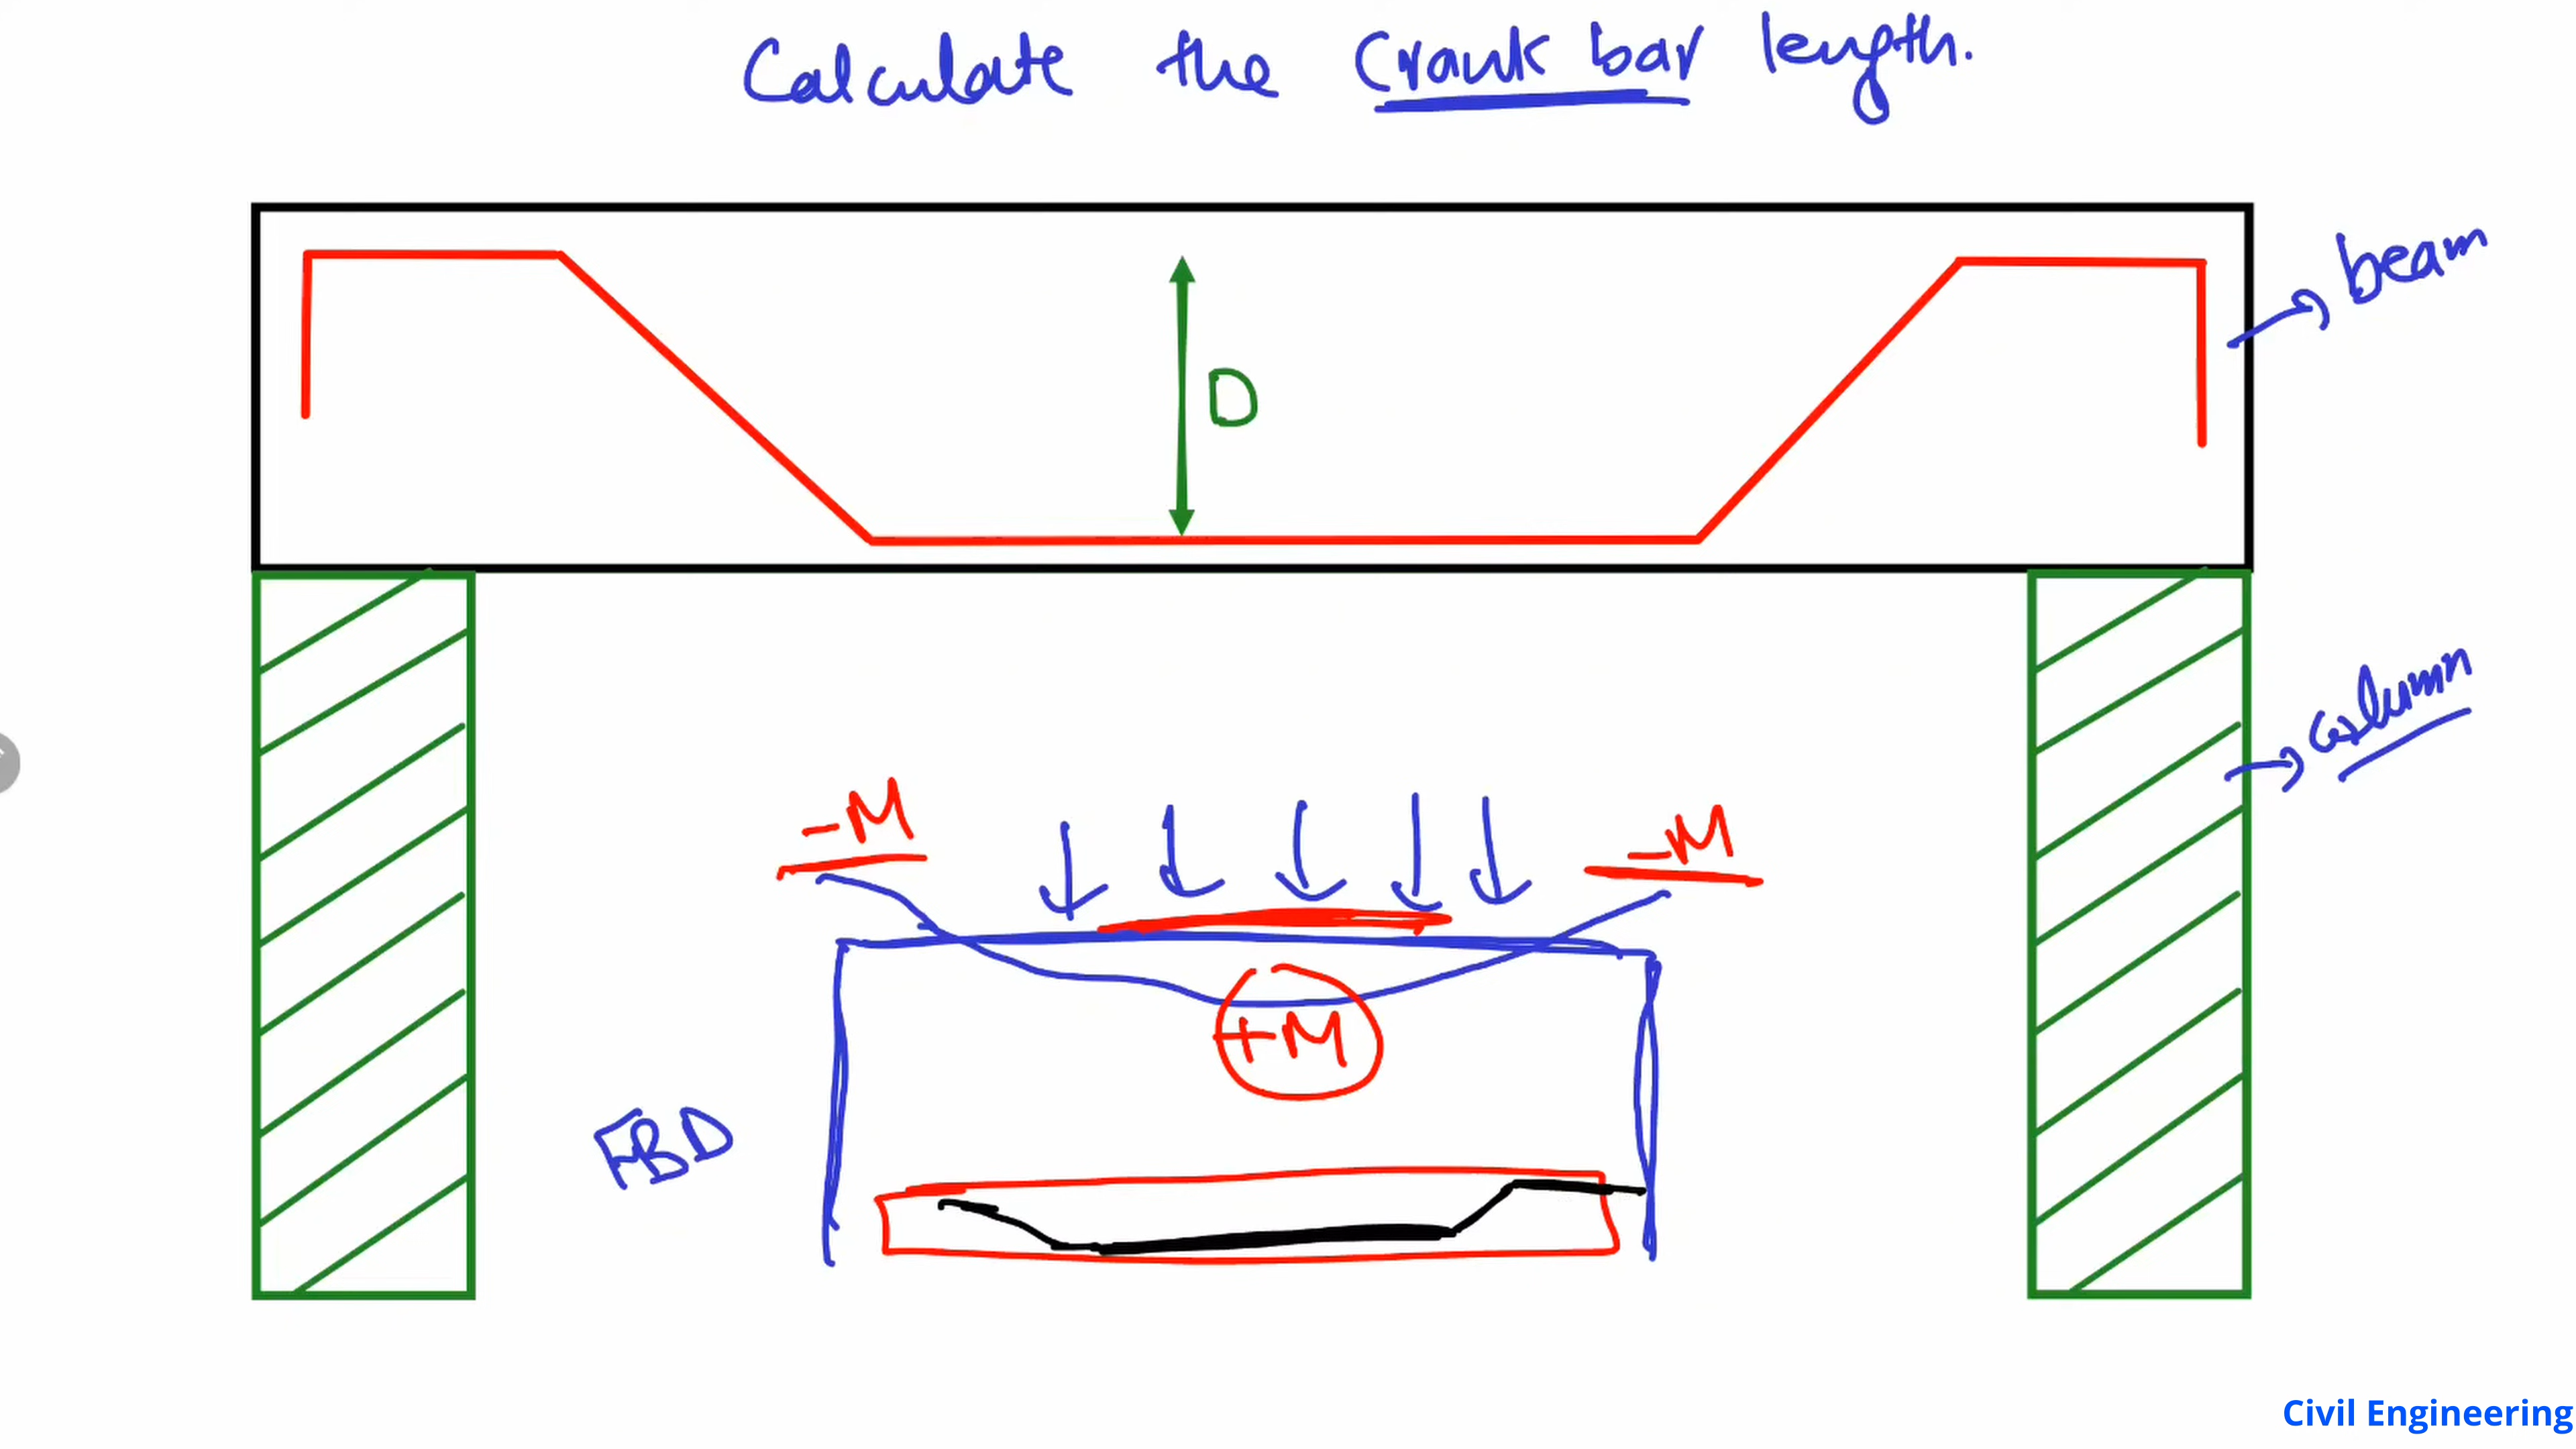 Calculate the Crank bar length.
beam
D
column
-M
-M
+M
FBD
Civil Engineering